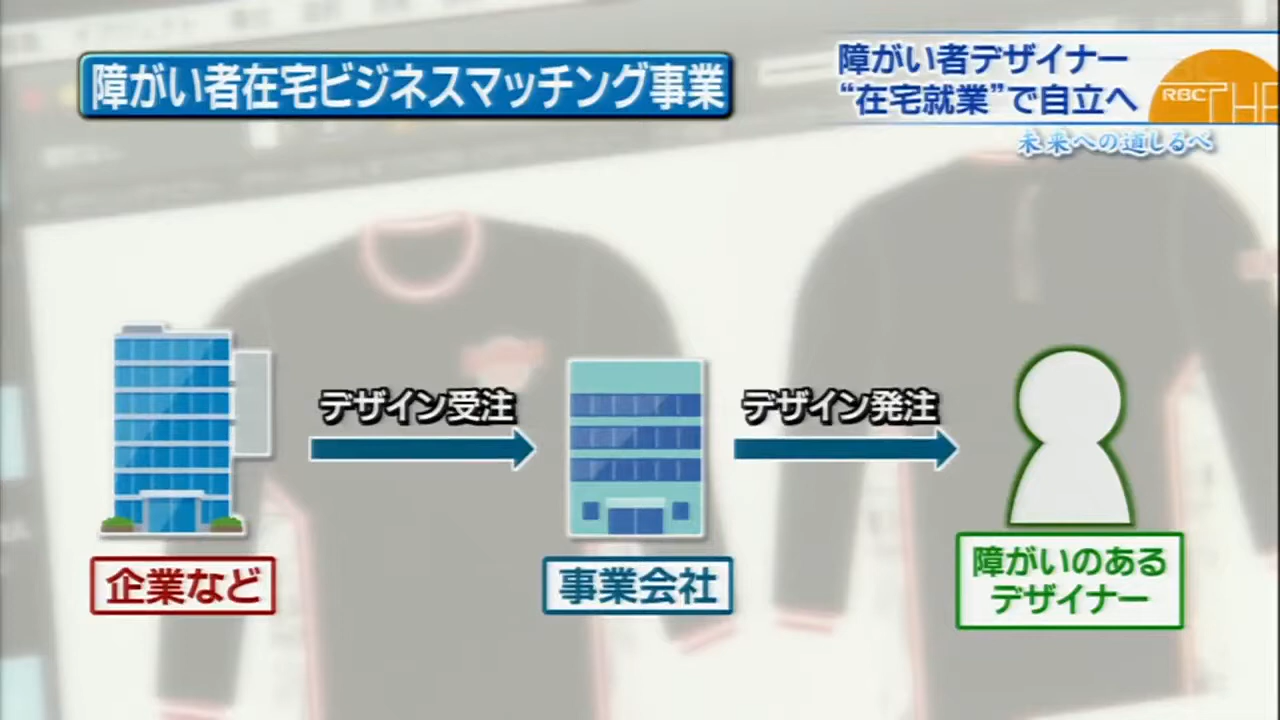 障がい者在宅ビジネスマッチング事業
障がい者デザイナー
“在宅就業”で自立へ
RBC THE
未来への道しるべ
デザイン受注
デザイン発注
企業など
事業会社
障がいのある
デザイナー